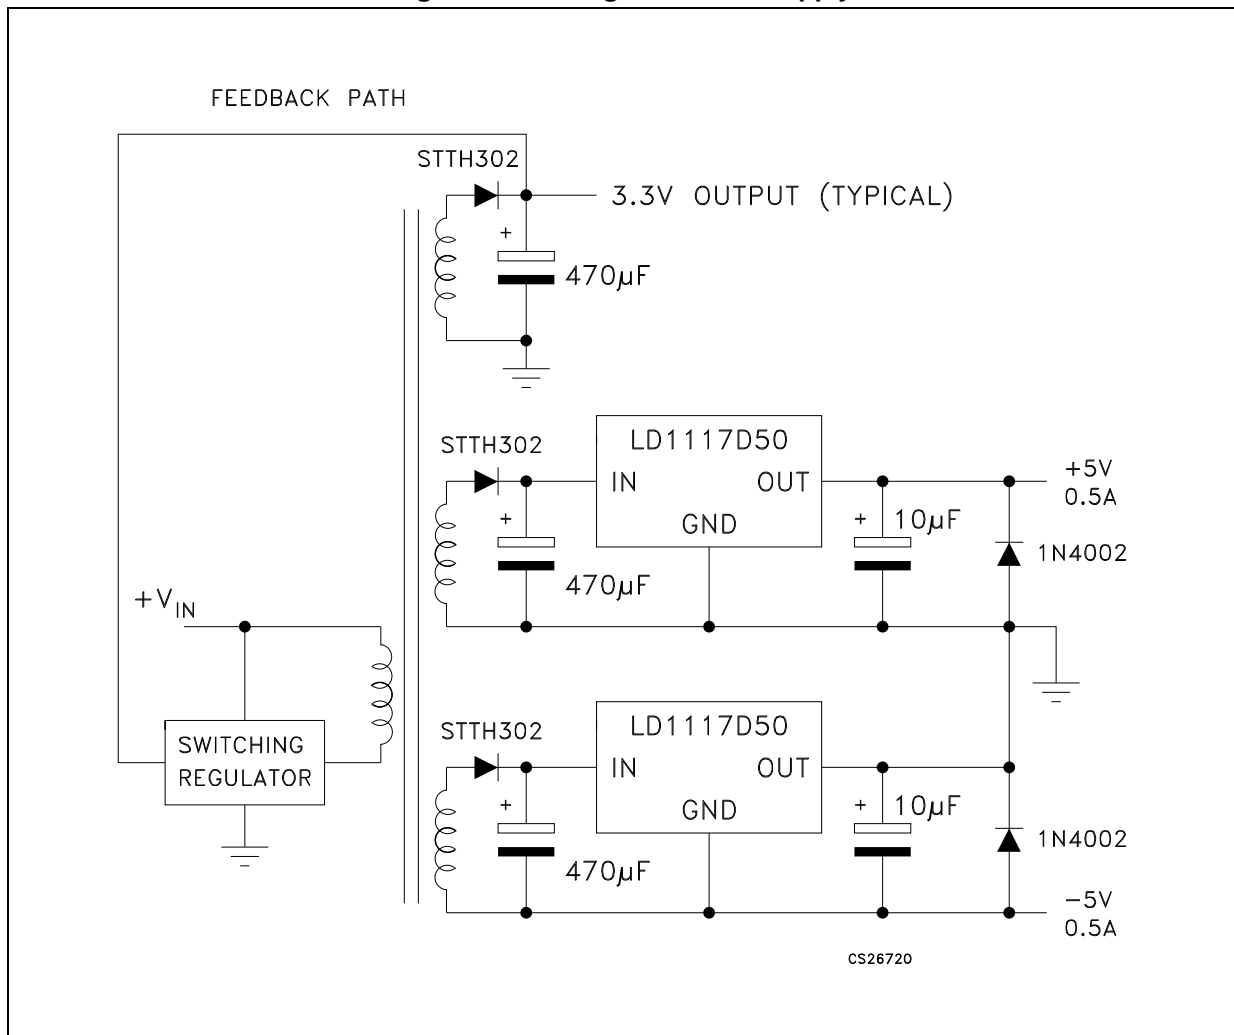 FEEDBACK PATH
STTH302
3.3V OUTPUT (TYPICAL)
+
470µF
LD1117D50
STTH302
IN
OUT
+5V
0.5A
GND
+
470µF
+
10µF
1N4002
+VIN
SWITCHING
REGULATOR
LD1117D50
STTH302
IN
OUT
GND
+
470µF
+
10µF
1N4002
-5V
0.5A
CS26720